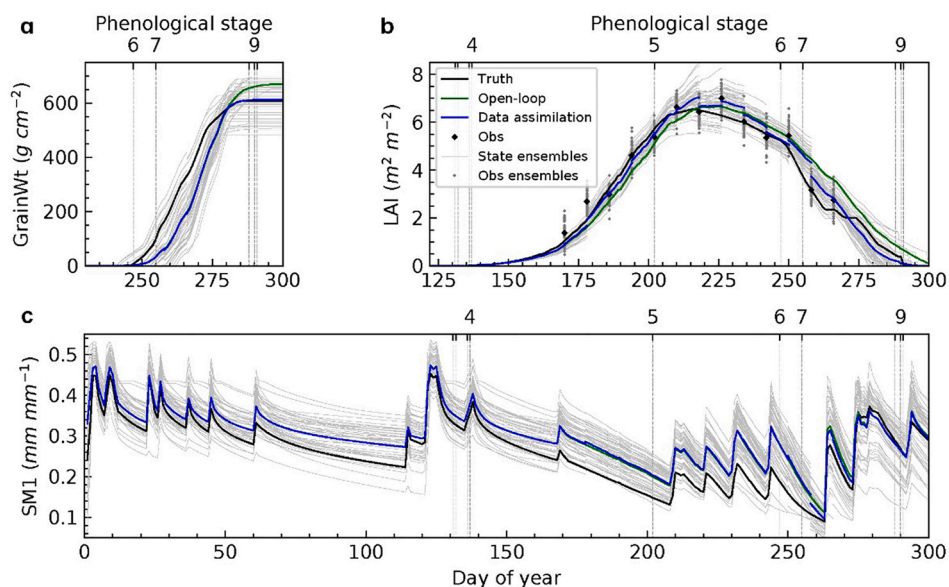 a
Phenological stage
6 7 9
GrainWt (g cm⁻²)
600
400
200
0
250 275 300
b
Phenological stage
4 5 6 7 9
LAI (m² m⁻²)
8
6
4
2
0
Truth
Open-loop
Data assimilation
Obs
State ensembles
Obs ensembles
125 150 175 200 225 250 275 300
c
4 5 6 7 9
SM1 (mm mm⁻¹)
0.5
0.4
0.3
0.2
0.1
0 50 100 150 200 250 300
Day of year